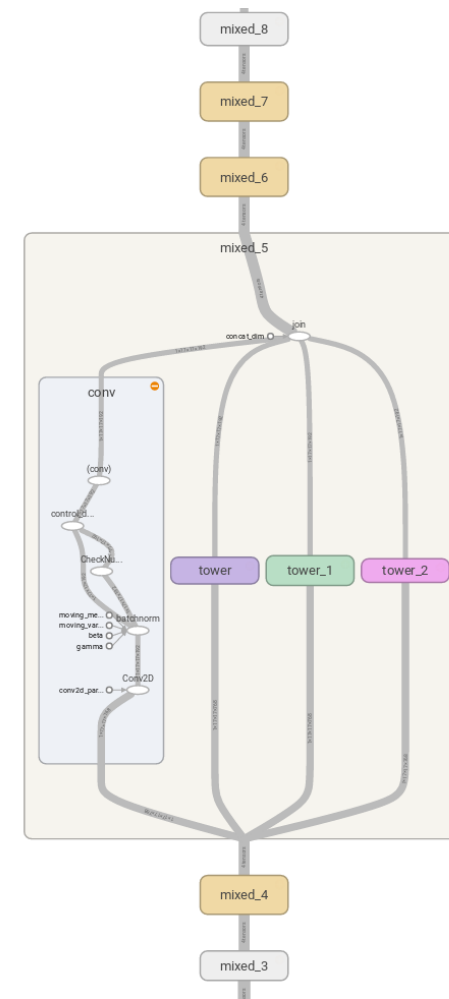 mixed_8
mixed_7
mixed_6
mixed_5
join
concat_dim
conv
(conv)
control_d...
CheckNu...
tower
tower_1
tower_2
moving_me...
batchnorm
moving_var...
beta
gamma
Conv2D
conv2d_par...
mixed_4
mixed_3